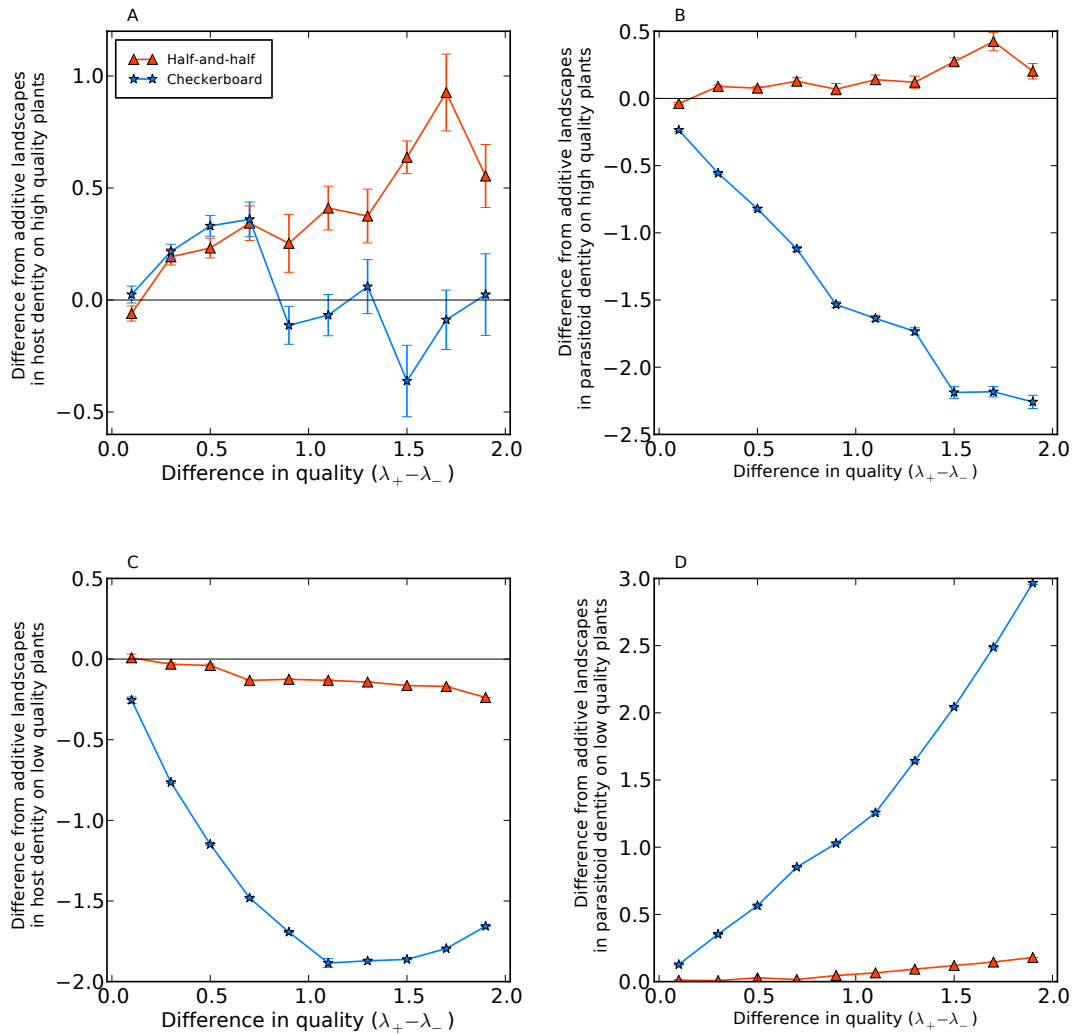 A
Difference from additive landscapes
in host dentity on high quality plants
1.0
0.5
0.0
−0.5
Half-and-half
Checkerboard
0.0 0.5 1.0 1.5 2.0
Difference in quality (λ₊−λ₋)
B
Difference from additive landscapes
in parasitoid dentity on high quality plants
0.5
0.0
−0.5
−1.0
−1.5
−2.0
−2.5
0.0 0.5 1.0 1.5 2.0
Difference in quality (λ₊−λ₋)
C
Difference from additive landscapes
in host dentity on low quality plants
0.5
0.0
−0.5
−1.0
−1.5
−2.0
0.0 0.5 1.0 1.5 2.0
Difference in quality (λ₊−λ₋)
D
Difference from additive landscapes
in parasitoid dentity on low quality plants
3.0
2.5
2.0
1.5
1.0
0.5
0.0
0.0 0.5 1.0 1.5 2.0
Difference in quality (λ₊−λ₋)